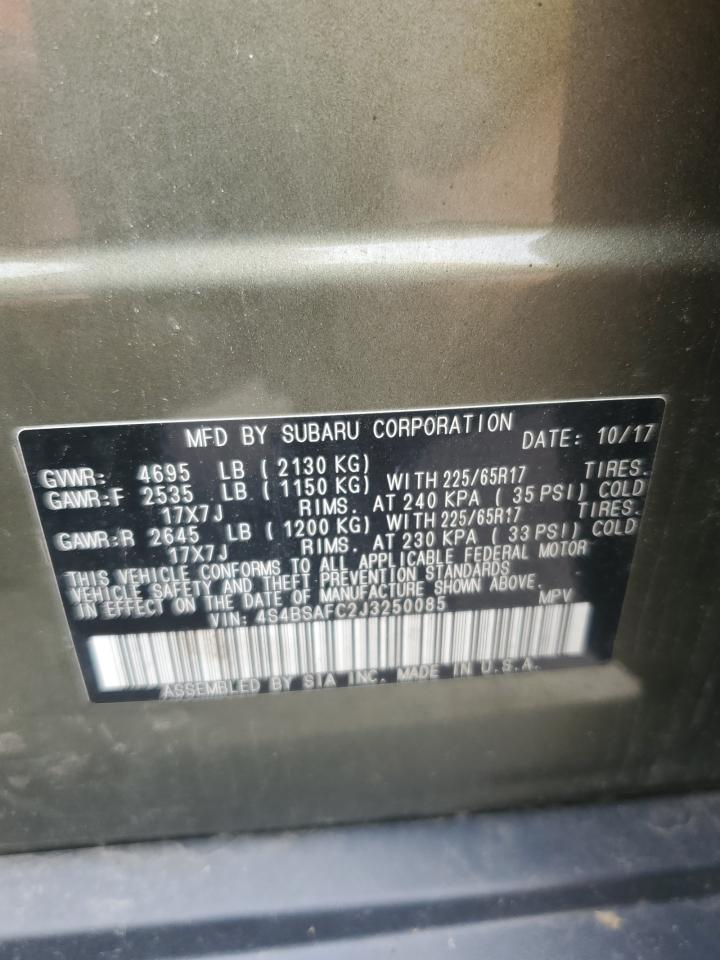 MFD BY SUBARU CORPORATION DATE: 10/17
GVWR: 4695 LB ( 2130 KG)
GAWR:F 2535 LB ( 1150 KG) WITH 225/65R17 TIRES.
17X7J RIMS. AT 240 KPA ( 35 PSI) COLD
GAWR:R 2645 LB ( 1200 KG) WITH 225/65R17 TIRES.
17X7J RIMS. AT 230 KPA ( 33 PSI) COLD
THIS VEHICLE CONFORMS TO ALL APPLICABLE FEDERAL MOTOR
VEHICLE SAFETY AND THEFT PREVENTION STANDARDS
IN EFFECT ON THE DATE OF MANUFACTURE SHOWN ABOVE.
VIN: 4S4BSAFC2J3250085 MPV
ASSEMBLED BY SIA INC. MADE IN U.S.A.